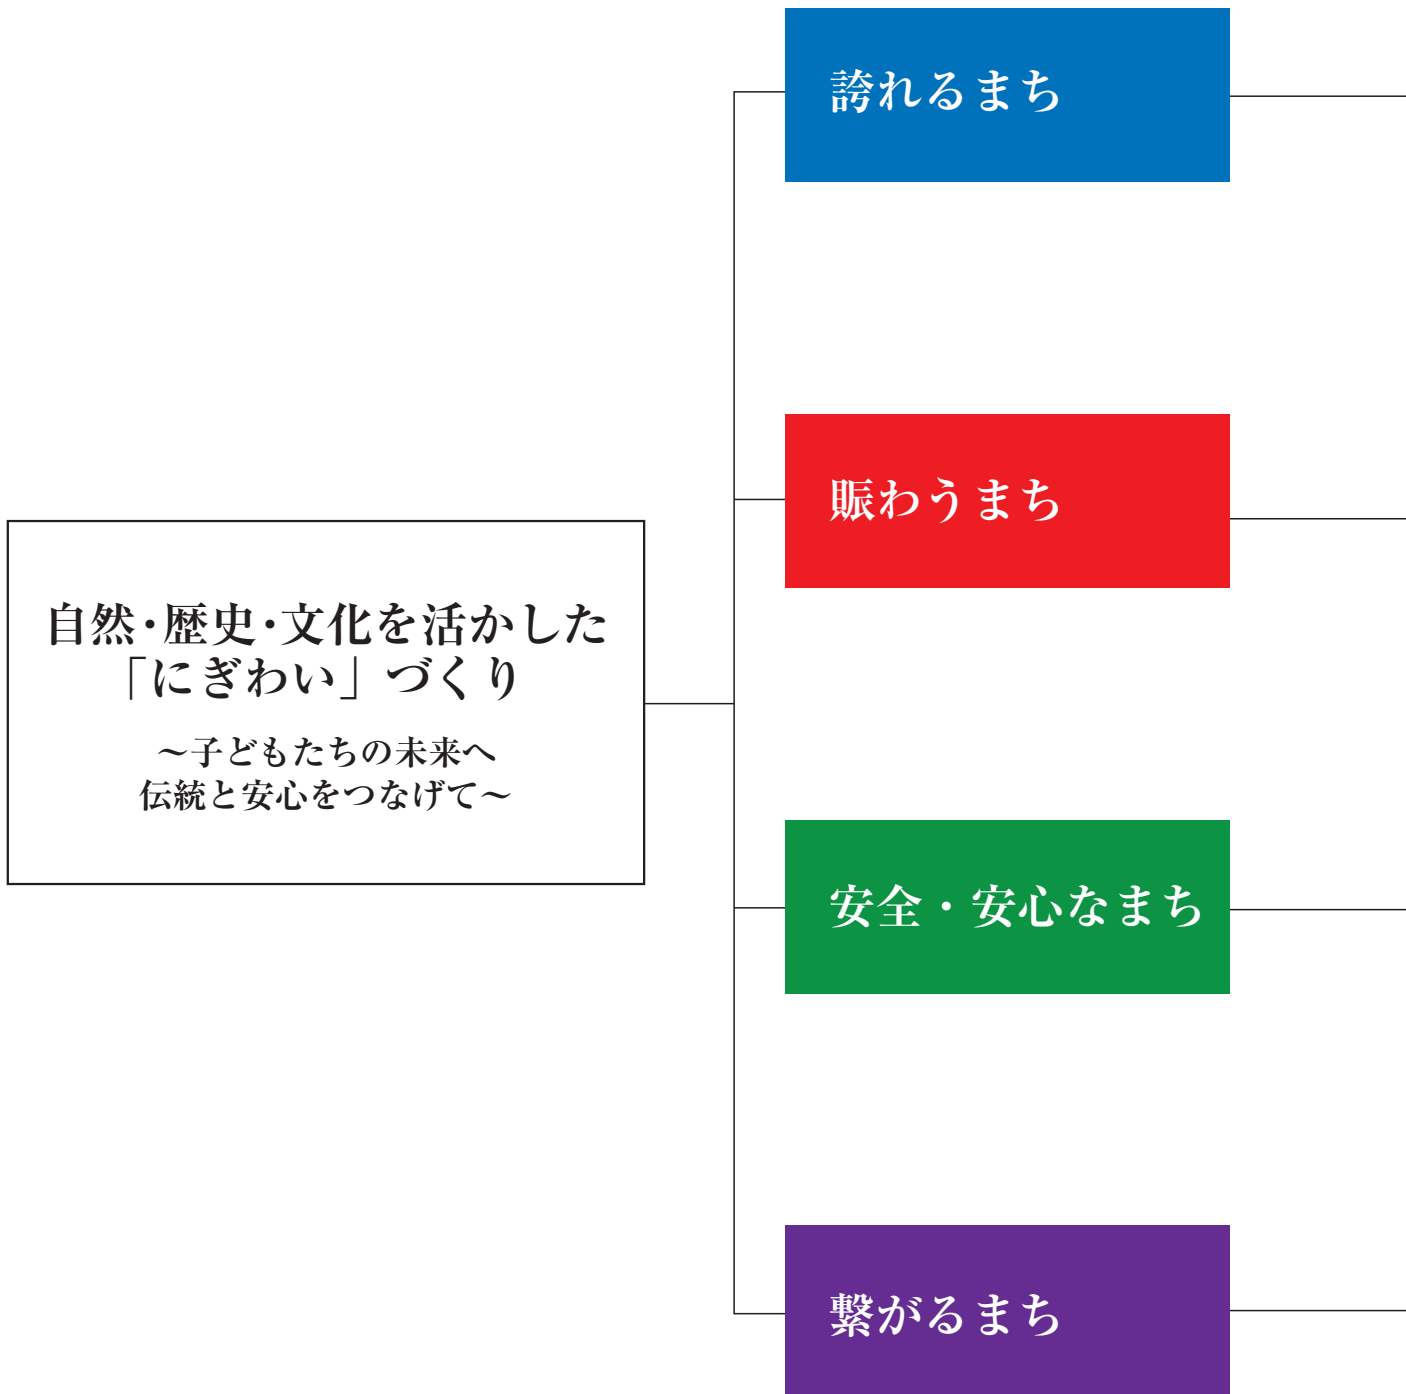 自然・歴史・文化を活かした
「にぎわい」づくり
～子どもたちの未来へ
伝統と安心をつなげて～
誇れるまち
賑わうまち
安全・安心なまち
繋がるまち